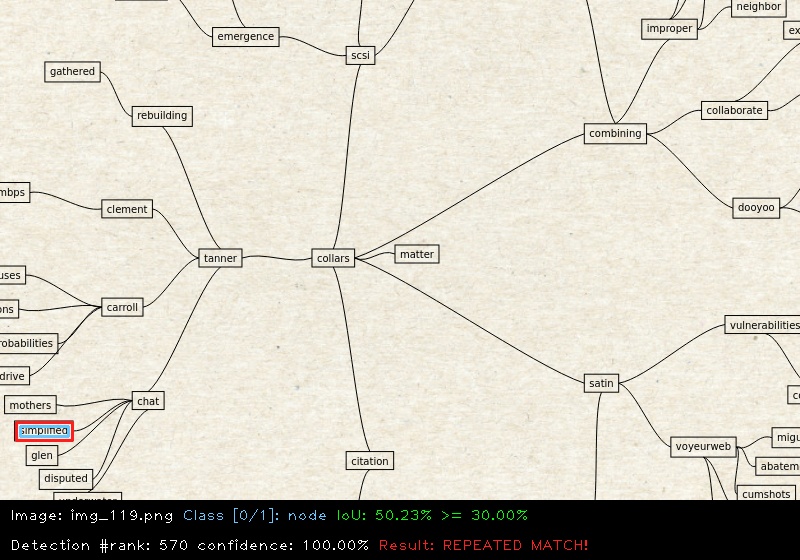 neighbor
improper
emergence
scsi
gathered
collaborate
rebuilding
combining
mbps
clement
dooyoo
tanner
collars
matter
uses
carroll
ons
vulnerabilities
robabilities
drive
satin
chat
mothers
simplified
migu
voyeurweb
glen
citation
abatem
disputed
cumshots
underwater
Image: img_119.png Class [0/1]: node IoU: 50.23% >= 30.00%
Detection #rank: 570 confidence: 100.00% Result: REPEATED MATCH!